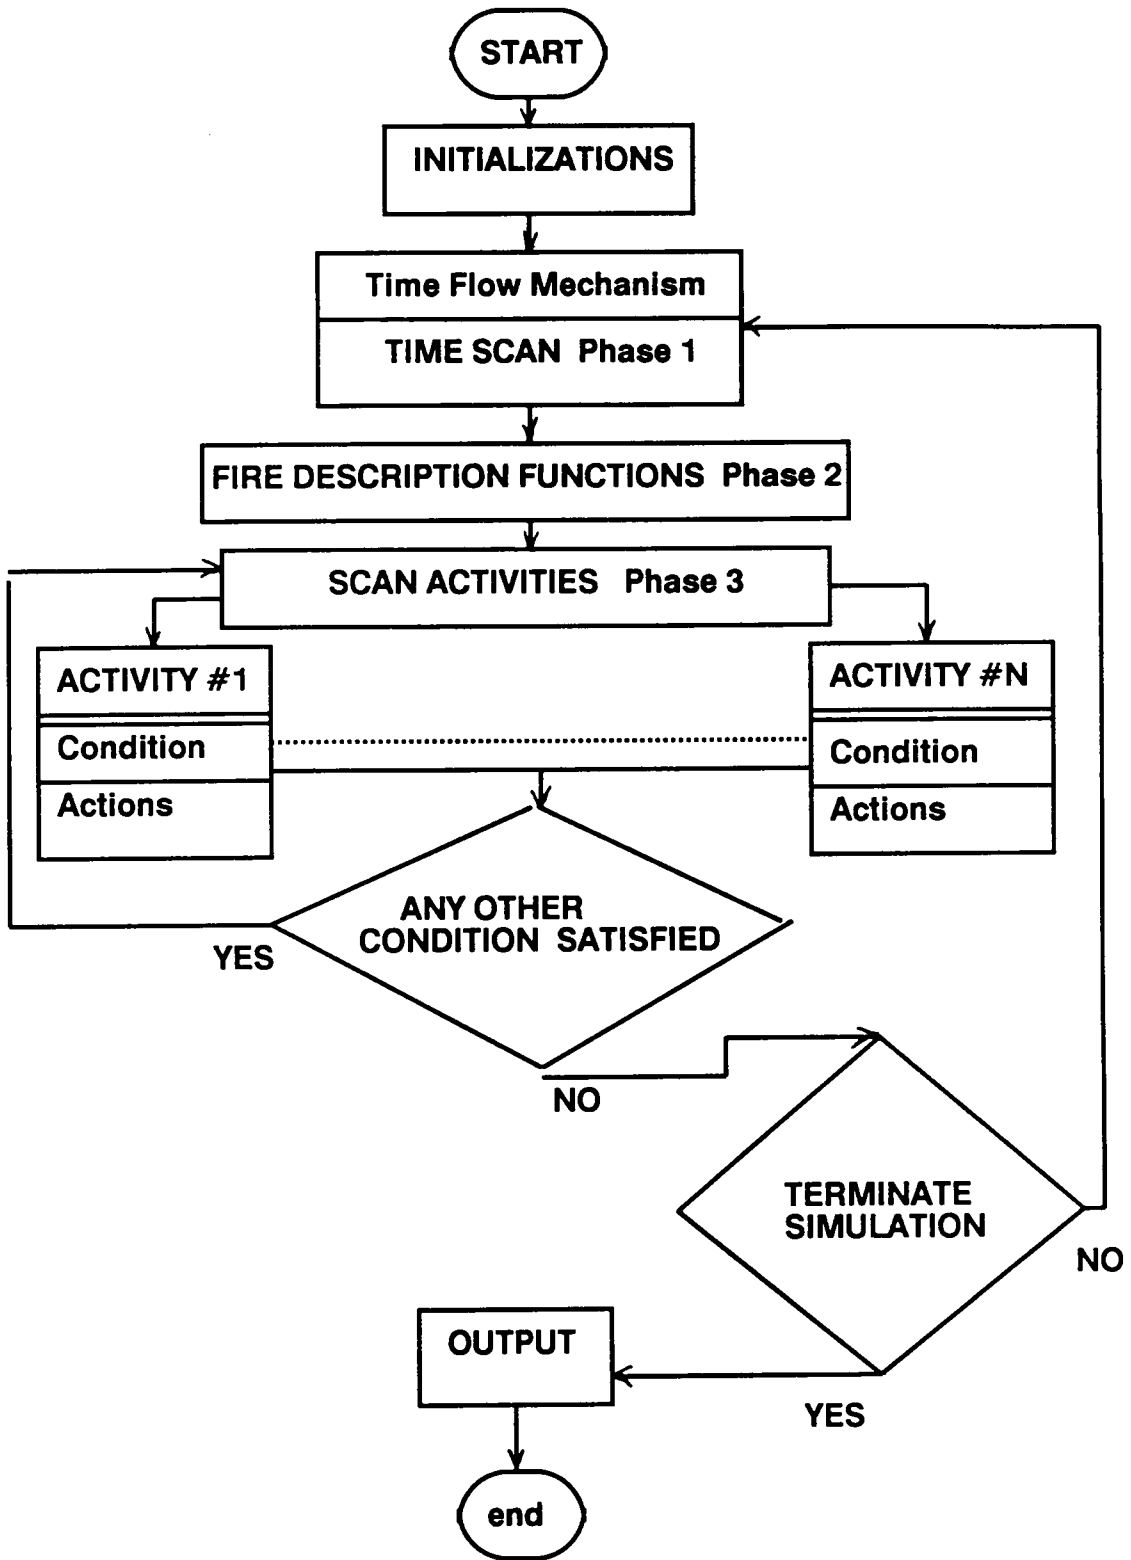 START
INITIALIZATIONS
Time Flow Mechanism
TIME SCAN Phase 1
FIRE DESCRIPTION FUNCTIONS Phase 2
SCAN ACTIVITIES Phase 3
ACTIVITY #1
Condition
Actions
ACTIVITY #N
Condition
Actions
ANY OTHER
CONDITION SATISFIED
YES
NO
TERMINATE
SIMULATION
NO
YES
OUTPUT
end